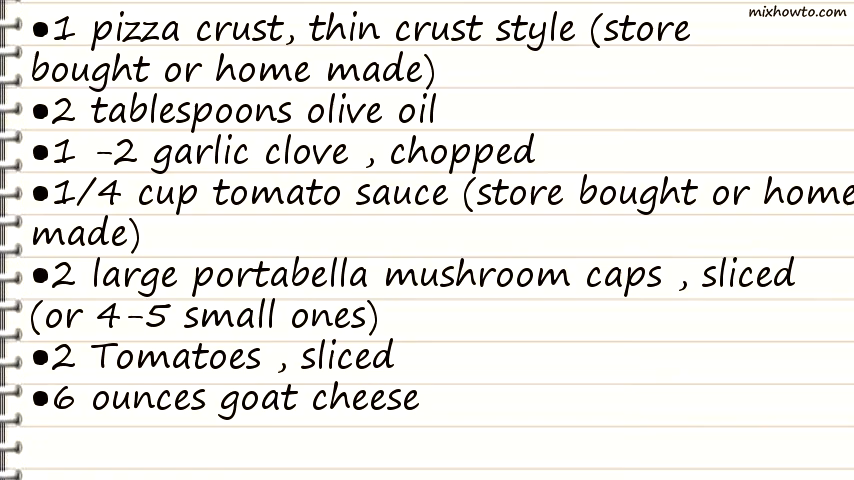 mixhowto.com
●1 pizza crust, thin crust style (store
bought or home made)
●2 tablespoons olive oil
●1 -2 garlic clove , chopped
●1/4 cup tomato sauce (store bought or home
made)
●2 large portabella mushroom caps , sliced
(or 4-5 small ones)
●2 Tomatoes , sliced
●6 ounces goat cheese